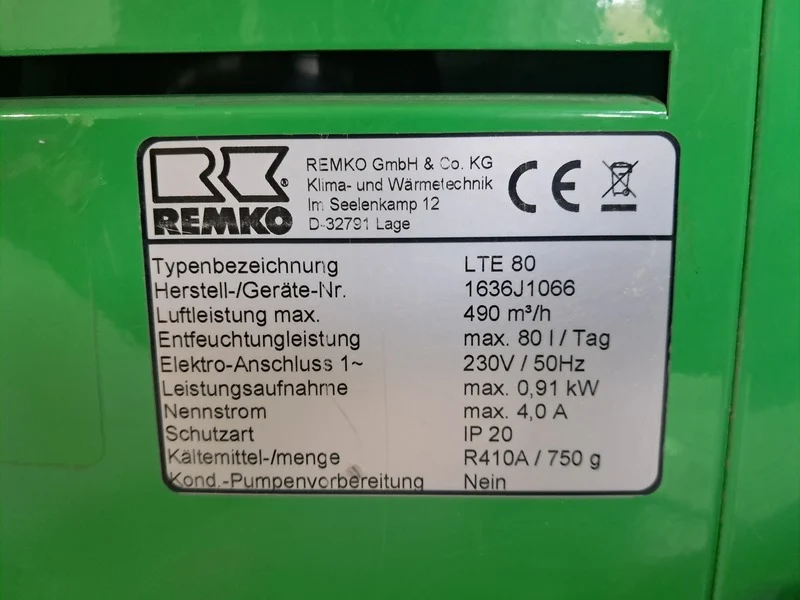 REMKO GmbH & Co. KG
Klima- und Wärmetechnik
Im Seelenkamp 12
D-32791 Lage
CE
RK®
REMKO
Typenbezeichnung LTE 80
Herstell-/Geräte-Nr. 1636J1066
Luftleistung max. 490 m³/h
Entfeuchtungleistung max. 80 l / Tag
Elektro-Anschluss 1~ 230V / 50Hz
Leistungsaufnahme max. 0,91 kW
Nennstrom max. 4,0 A
Schutzart IP 20
Kältemittel-/menge R410A / 750 g
Kond.-Pumpenvorbereitung Nein